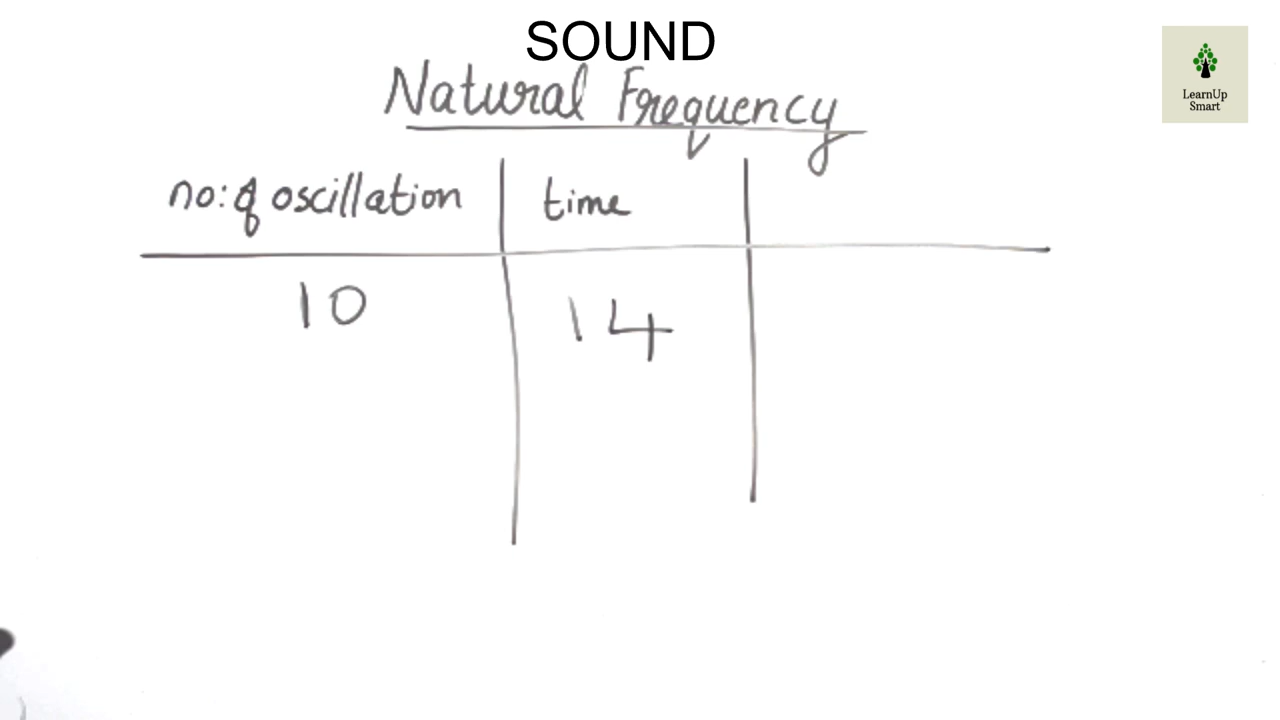 SOUND
Natural Frequency
LearnUp
Smart
no: of oscillation
time
10
14